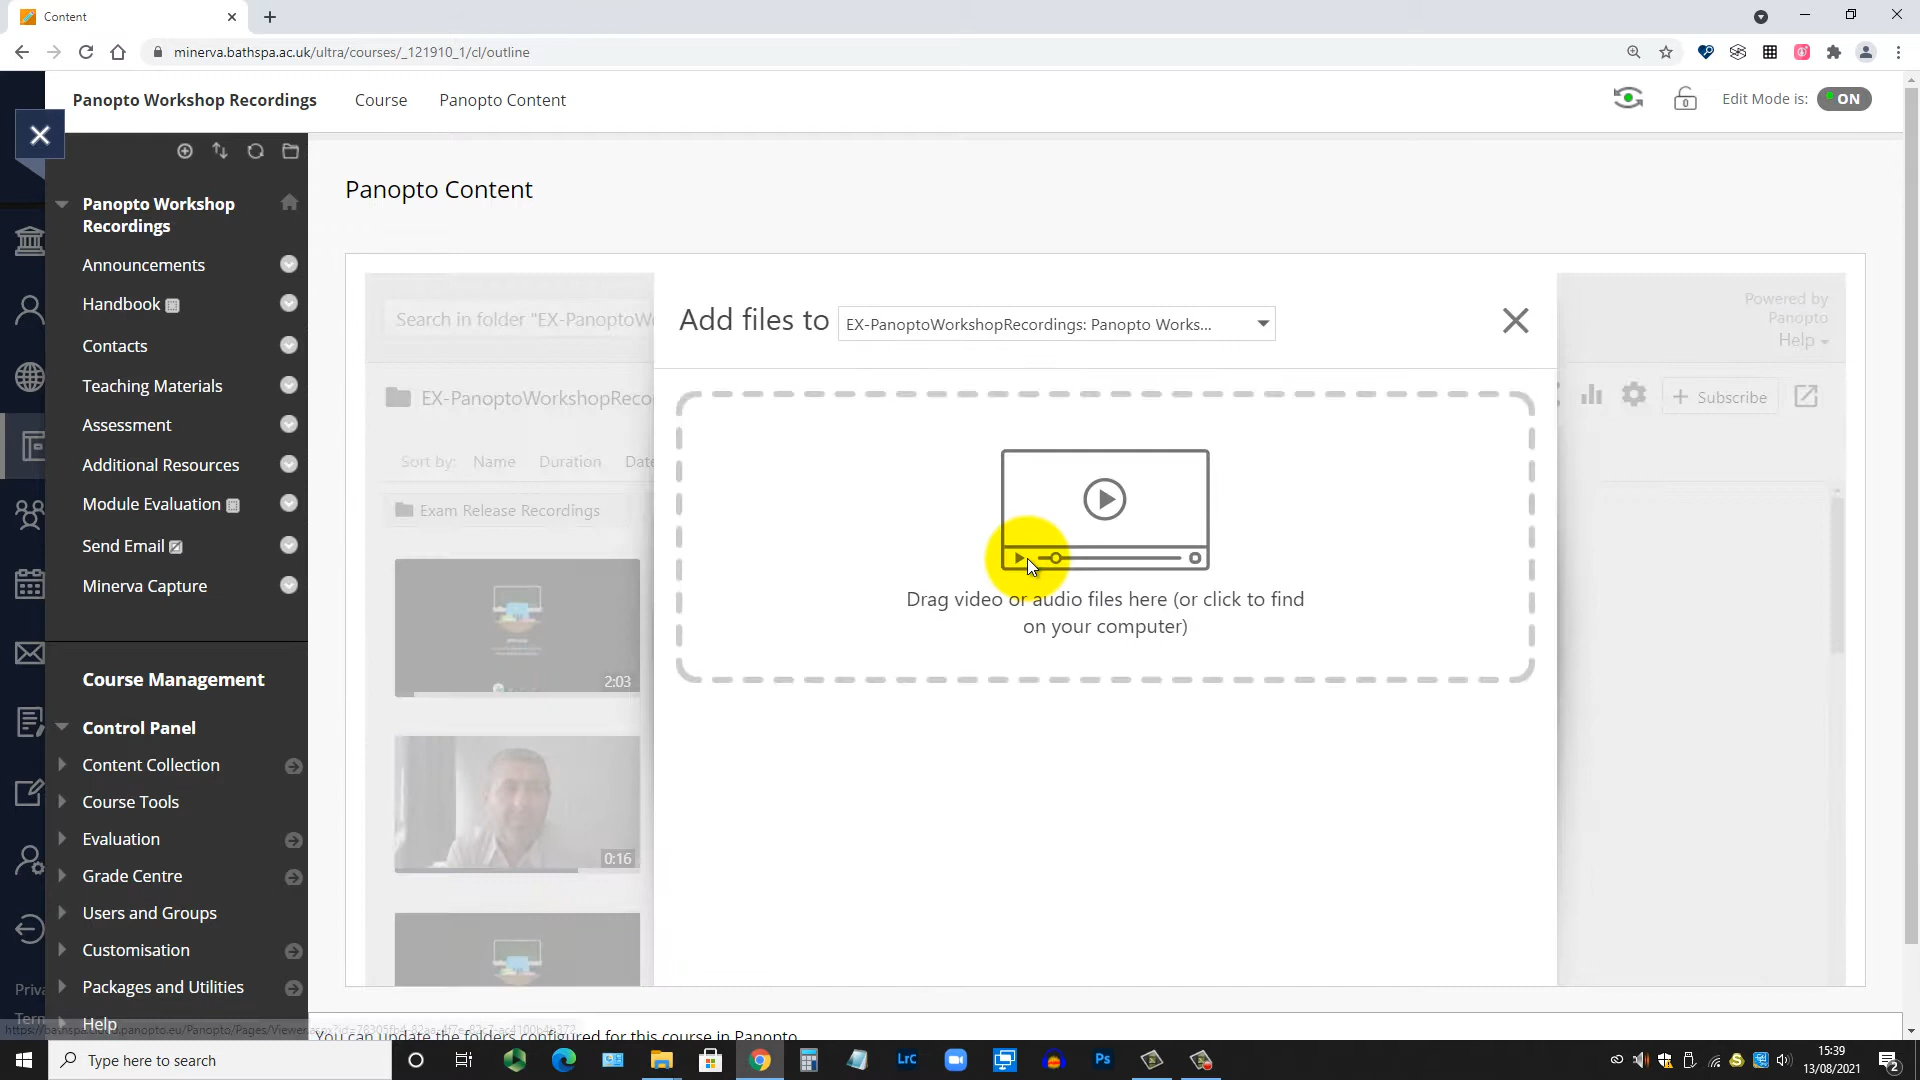 Content
minerva.bathspa.ac.uk/ultra/courses/_121910_1/cl/outline
Panopto Workshop Recordings
Course
Panopto Content
Edit Mode is:
ON
Panopto Workshop
Recordings
Announcements
Handbook
Contacts
Teaching Materials
Assessment
Additional Resources
Module Evaluation
Send Email
Minerva Capture
Course Management
Control Panel
Content Collection
Course Tools
Evaluation
Grade Centre
Users and Groups
Customisation
Packages and Utilities
Help
Priva
Term
Panopto Content
Search in folder "EX-PanoptoW
EX-PanoptoWorkshopReco
Sort by:
Name
Duration
Date
Exam Release Recordings
2:03
0:16
Add files to
EX-PanoptoWorkshopRecordings: Panopto Works...
Drag video or audio files here (or click to find
on your computer)
Powered by
Panopto
Help
Subscribe
You can update the folders configured for this course in Panopto
Type here to search
LrC
Ps
15:39
13/08/2021
2